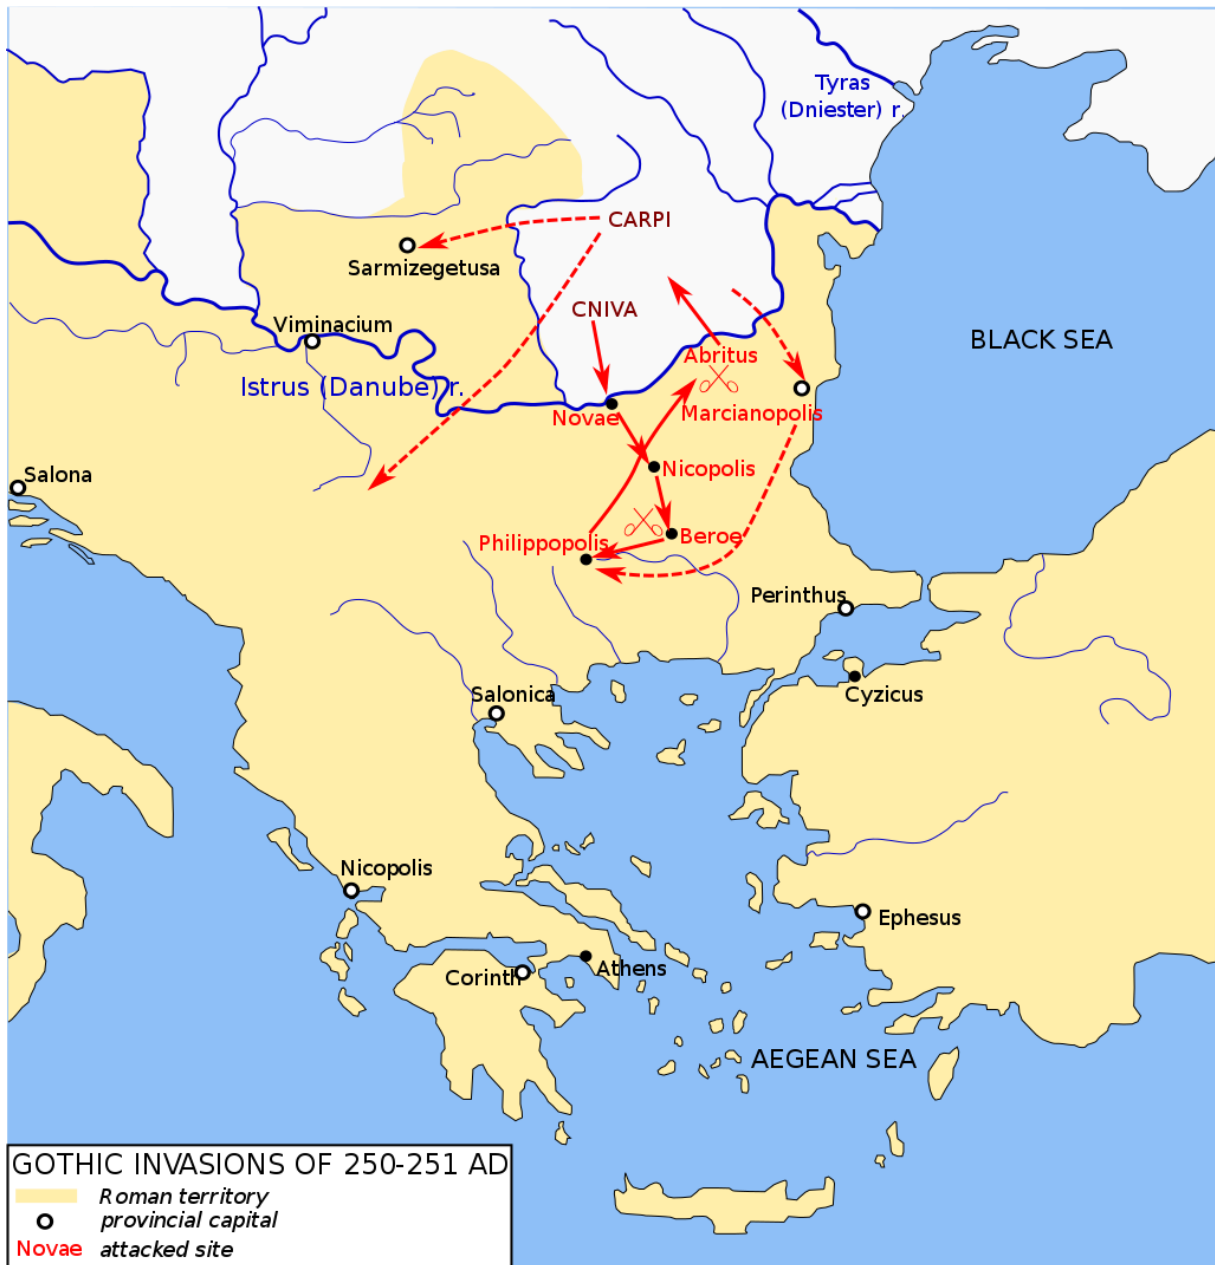 Tyras
(Dniester) r.
CARPI
Sarmizegetusa
CNIVA
Viminacium
BLACK SEA
Abritus
Istrus (Danube) r.
Marcianopolis
Novae
Nicopolis
Salona
Beroe
Philippopolis
Perinthus
Salonica
Cyzicus
Nicopolis
Ephesus
Athens
Corinth
AEGEAN SEA
GOTHIC INVASIONS OF 250-251 AD
Roman territory
provincial capital
Novae attacked site